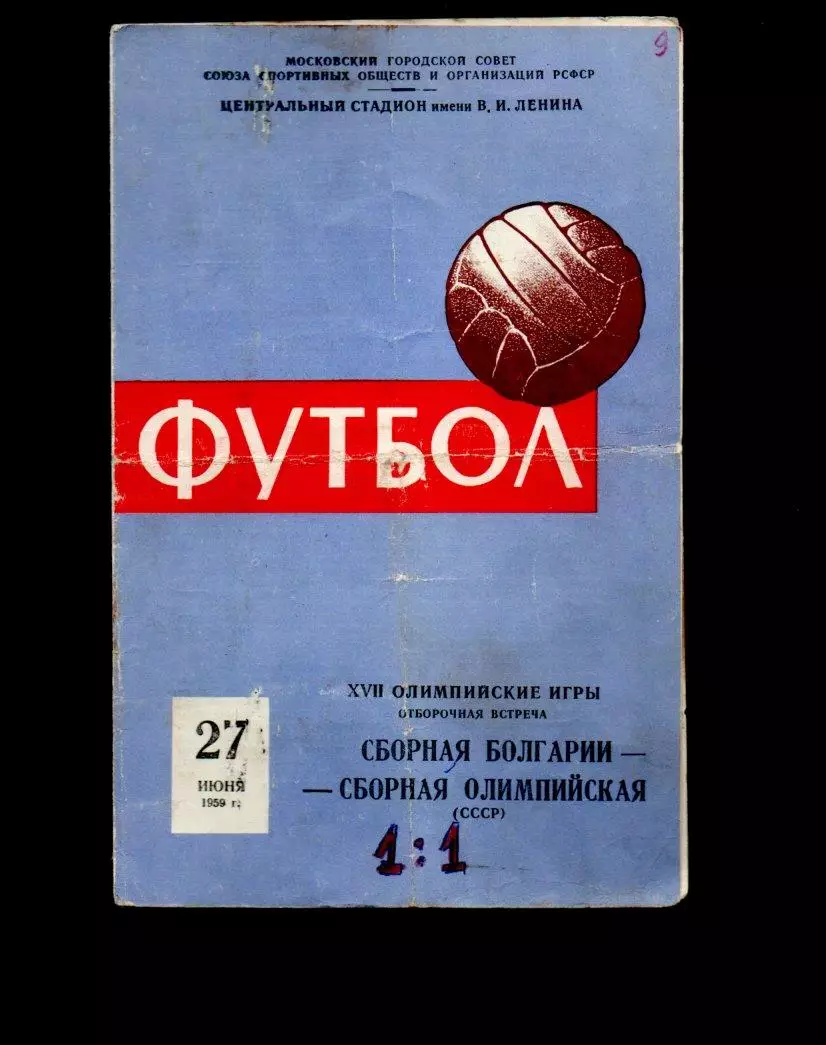 9
МОСКОВСКИЙ ГОРОДСКОЙ СОВЕТ
СОЮЗА СПОРТИВНЫХ ОБЩЕСТВ И ОРГАНИЗАЦИЙ РСФСР
ЦЕНТРАЛЬНЫЙ СТАДИОН имени В. И. ЛЕНИНА
ФУТБОЛ
XVII ОЛИМПИЙСКИЕ ИГРЫ
ОТБОРОЧНАЯ ВСТРЕЧА
СБОРНАЯ БОЛГАРИИ —
— СБОРНАЯ ОЛИМПИЙСКАЯ
(СССР)
1:1
27
ИЮНЯ
1959 г.